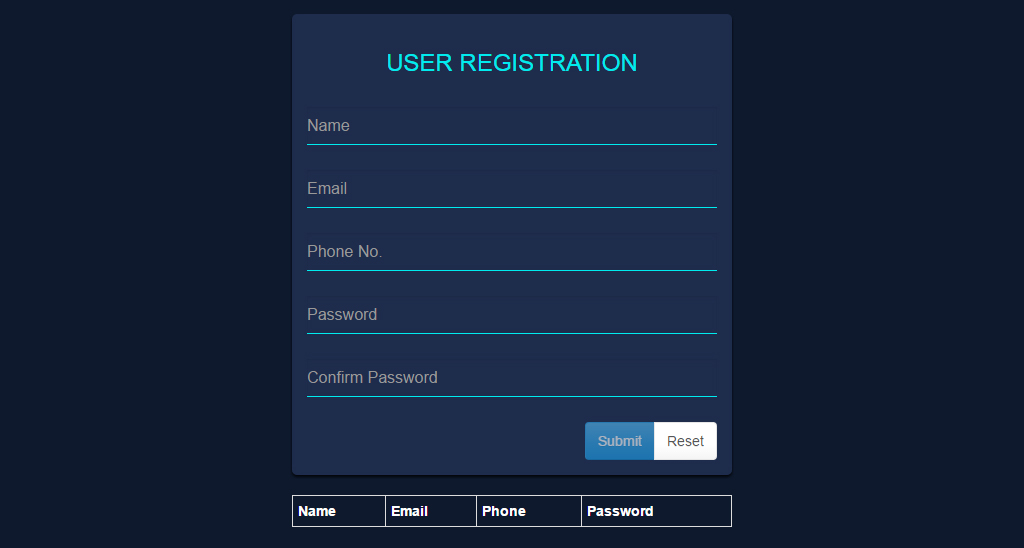 USER REGISTRATION
Name
Email
Phone No.
Password
Confirm Password
Submit Reset
Name Email Phone Password